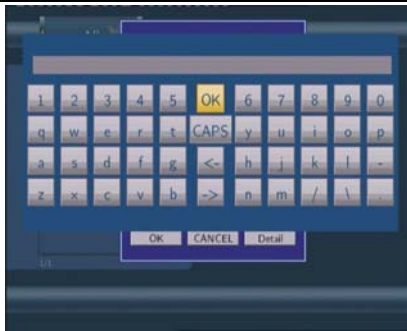 1 2 3 4 5 OK 6 7 8 9 0
q w e r t CAPS y u i o p
a s d f g <- h j k l -
z x c v b -> n m / \ .
OK CANCEL Detail
1/1